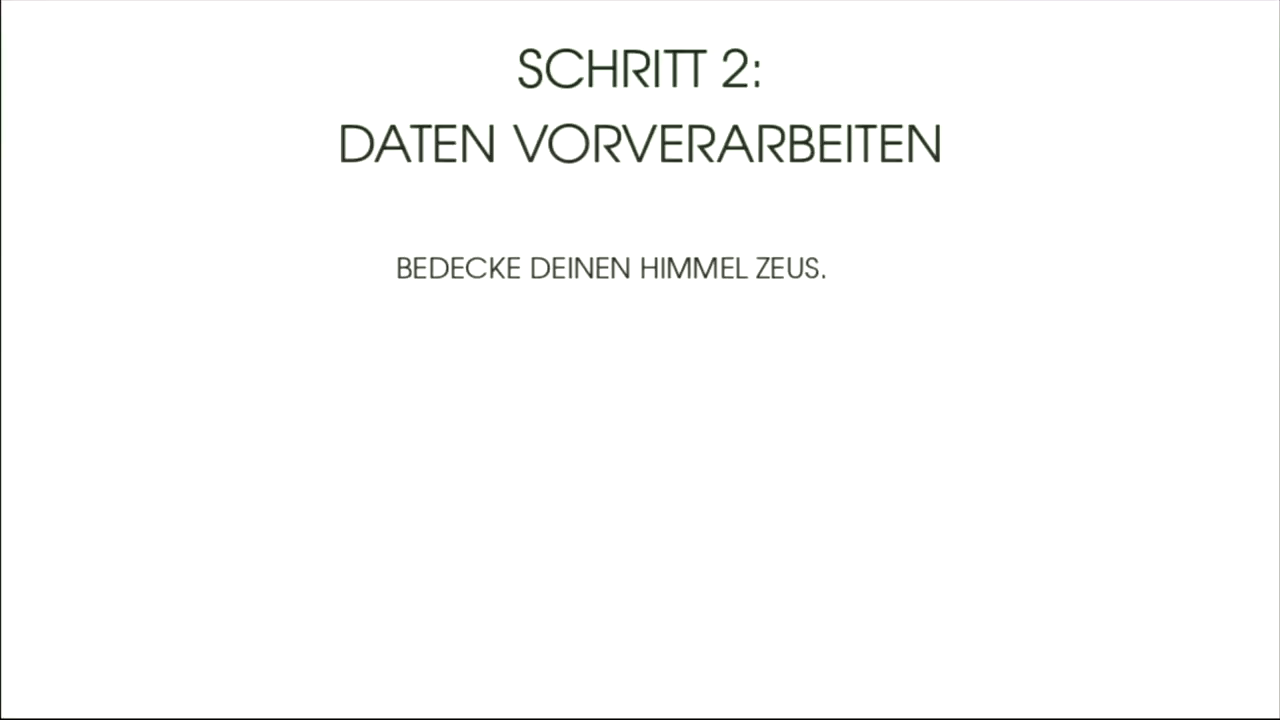 SCHRITT 2:
DATEN VORVERARBEITEN
BEDECKE DEINEN HIMMEL ZEUS.